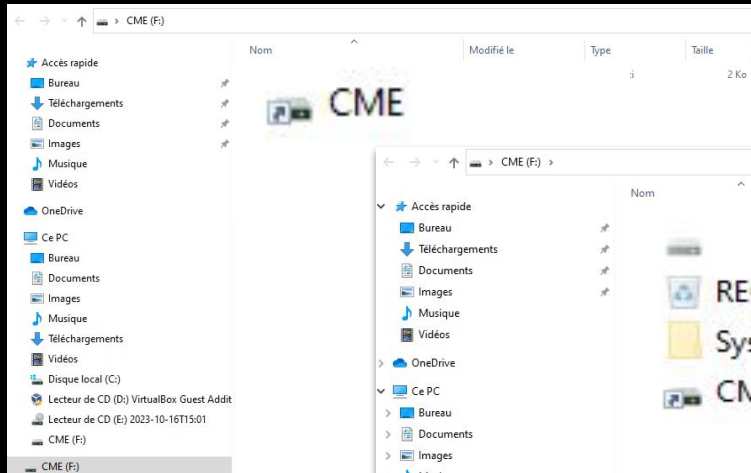 CME (F:)
Nom Modifié le Type Taille
Accès rapide
Bureau
Téléchargements
Documents
Images
Musique
Vidéos
OneDrive
Ce PC
Bureau
Documents
Images
Musique
Téléchargements
Vidéos
Disque local (C:)
Lecteur de CD (D:) VirtualBox Guest Addit
Lecteur de CD (E:) 2023-10-16T15:01
CME (F:)
CME (F:)
CME
2 Ko
CME (F:)
Nom
Accès rapide
Bureau
Téléchargements
Documents
Images
Musique
Vidéos
OneDrive
Ce PC
Bureau
Documents
Images
RE
Sys
CM